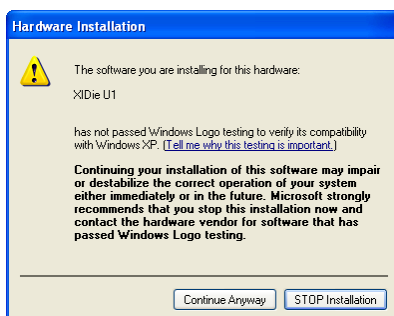 Hardware Installation
The software you are installing for this hardware:
XIDie U1
has not passed Windows Logo testing to verify its compatibility
with Windows XP. (Tell me why this testing is important.)
Continuing your installation of this software may impair
or destabilize the correct operation of your system
either immediately or in the future. Microsoft strongly
recommends that you stop this installation now and
contact the hardware vendor for software that has
passed Windows Logo testing.
Continue Anyway
STOP Installation